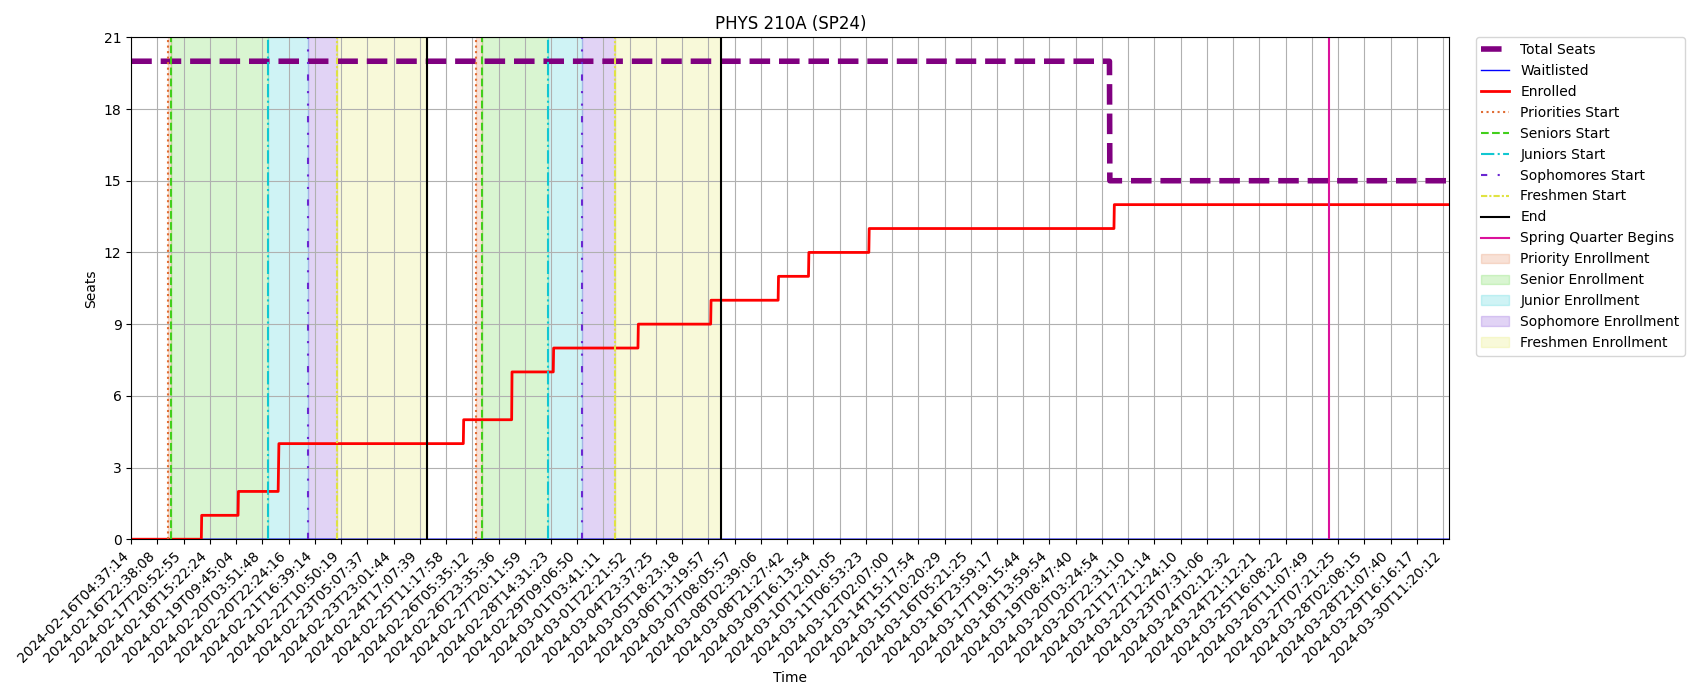 PHYS 210A (SP24)
21
18
15
12
9
6
3
0
Seats
2024-02-16T04:37:14
2024-02-16T22:38:08
2024-02-17T20:52:55
2024-02-18T15:22:24
2024-02-19T09:45:04
2024-02-20T03:51:48
2024-02-20T22:24:16
2024-02-21T16:39:14
2024-02-22T10:50:19
2024-02-23T05:07:37
2024-02-23T23:01:44
2024-02-24T17:07:39
2024-02-25T11:17:58
2024-02-26T05:35:12
2024-02-26T23:35:36
2024-02-27T20:11:59
2024-02-28T14:31:23
2024-02-29T09:06:50
2024-03-01T03:41:11
2024-03-01T22:21:52
2024-03-04T23:37:25
2024-03-05T18:23:18
2024-03-06T13:19:57
2024-03-07T08:05:57
2024-03-08T02:39:06
2024-03-08T21:27:42
2024-03-09T16:13:54
2024-03-10T12:01:05
2024-03-11T06:53:23
2024-03-12T02:07:00
2024-03-14T15:17:54
2024-03-15T10:20:29
2024-03-16T05:21:25
2024-03-16T23:59:17
2024-03-17T19:15:44
2024-03-18T13:59:54
2024-03-19T08:47:40
2024-03-20T03:24:54
2024-03-20T22:31:10
2024-03-21T17:21:14
2024-03-22T12:24:10
2024-03-23T07:31:06
2024-03-24T02:12:32
2024-03-24T21:12:21
2024-03-25T16:08:22
2024-03-26T11:07:49
2024-03-27T07:21:25
2024-03-28T02:08:15
2024-03-28T21:07:40
2024-03-29T16:16:17
2024-03-30T11:20:12
Time
Total Seats
Waitlisted
Enrolled
Priorities Start
Seniors Start
Juniors Start
Sophomores Start
Freshmen Start
End
Spring Quarter Begins
Priority Enrollment
Senior Enrollment
Junior Enrollment
Sophomore Enrollment
Freshmen Enrollment